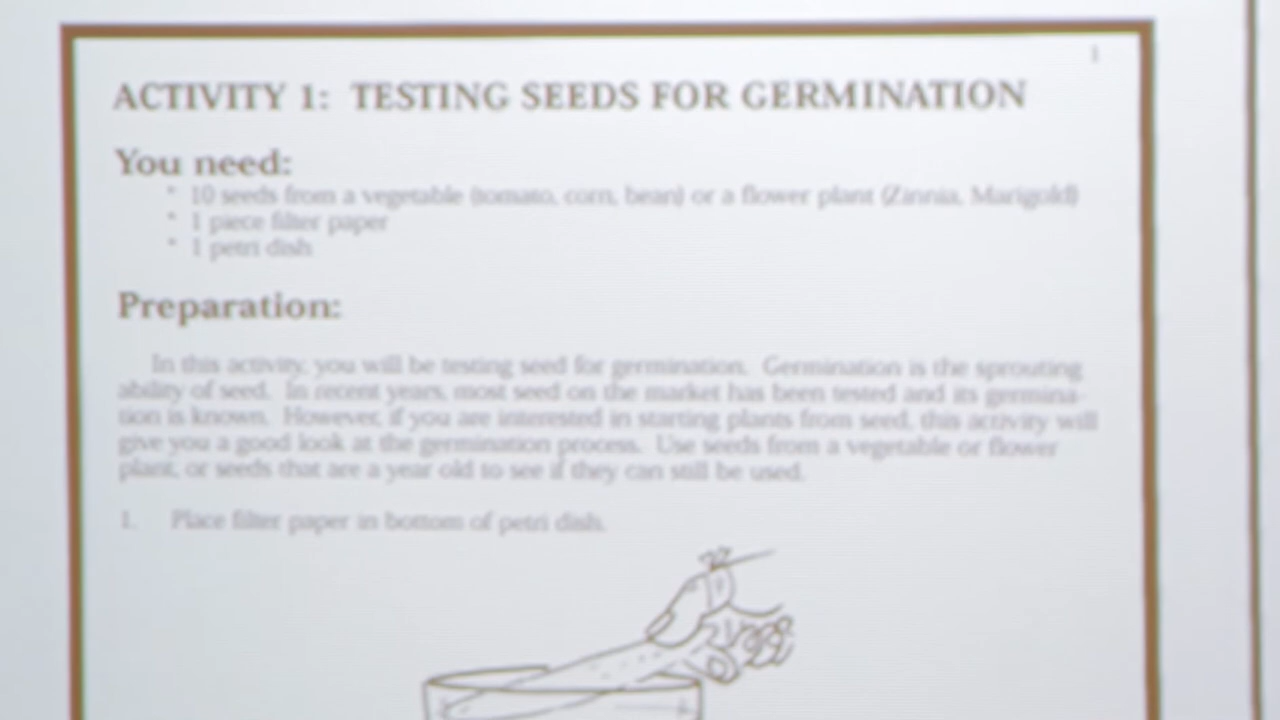 1
ACTIVITY 1: TESTING SEEDS FOR GERMINATION
You need:
* 10 seeds from a vegetable (tomato, corn, bean) or a flower plant (Zinnia, Marigold)
* 1 piece filter paper
* 1 petri dish
Preparation:
In this activity, you will be testing seed for germination. Germination is the sprouting
ability of seed. In recent years, most seed on the market has been tested and its germina-
tion is known. However, if you are interested in starting plants from seed, this activity will
give you a good look at the germination process. Use seeds from a vegetable or flower
plant, or seeds that are a year old to see if they can still be used.
1. Place filter paper in bottom of petri dish.